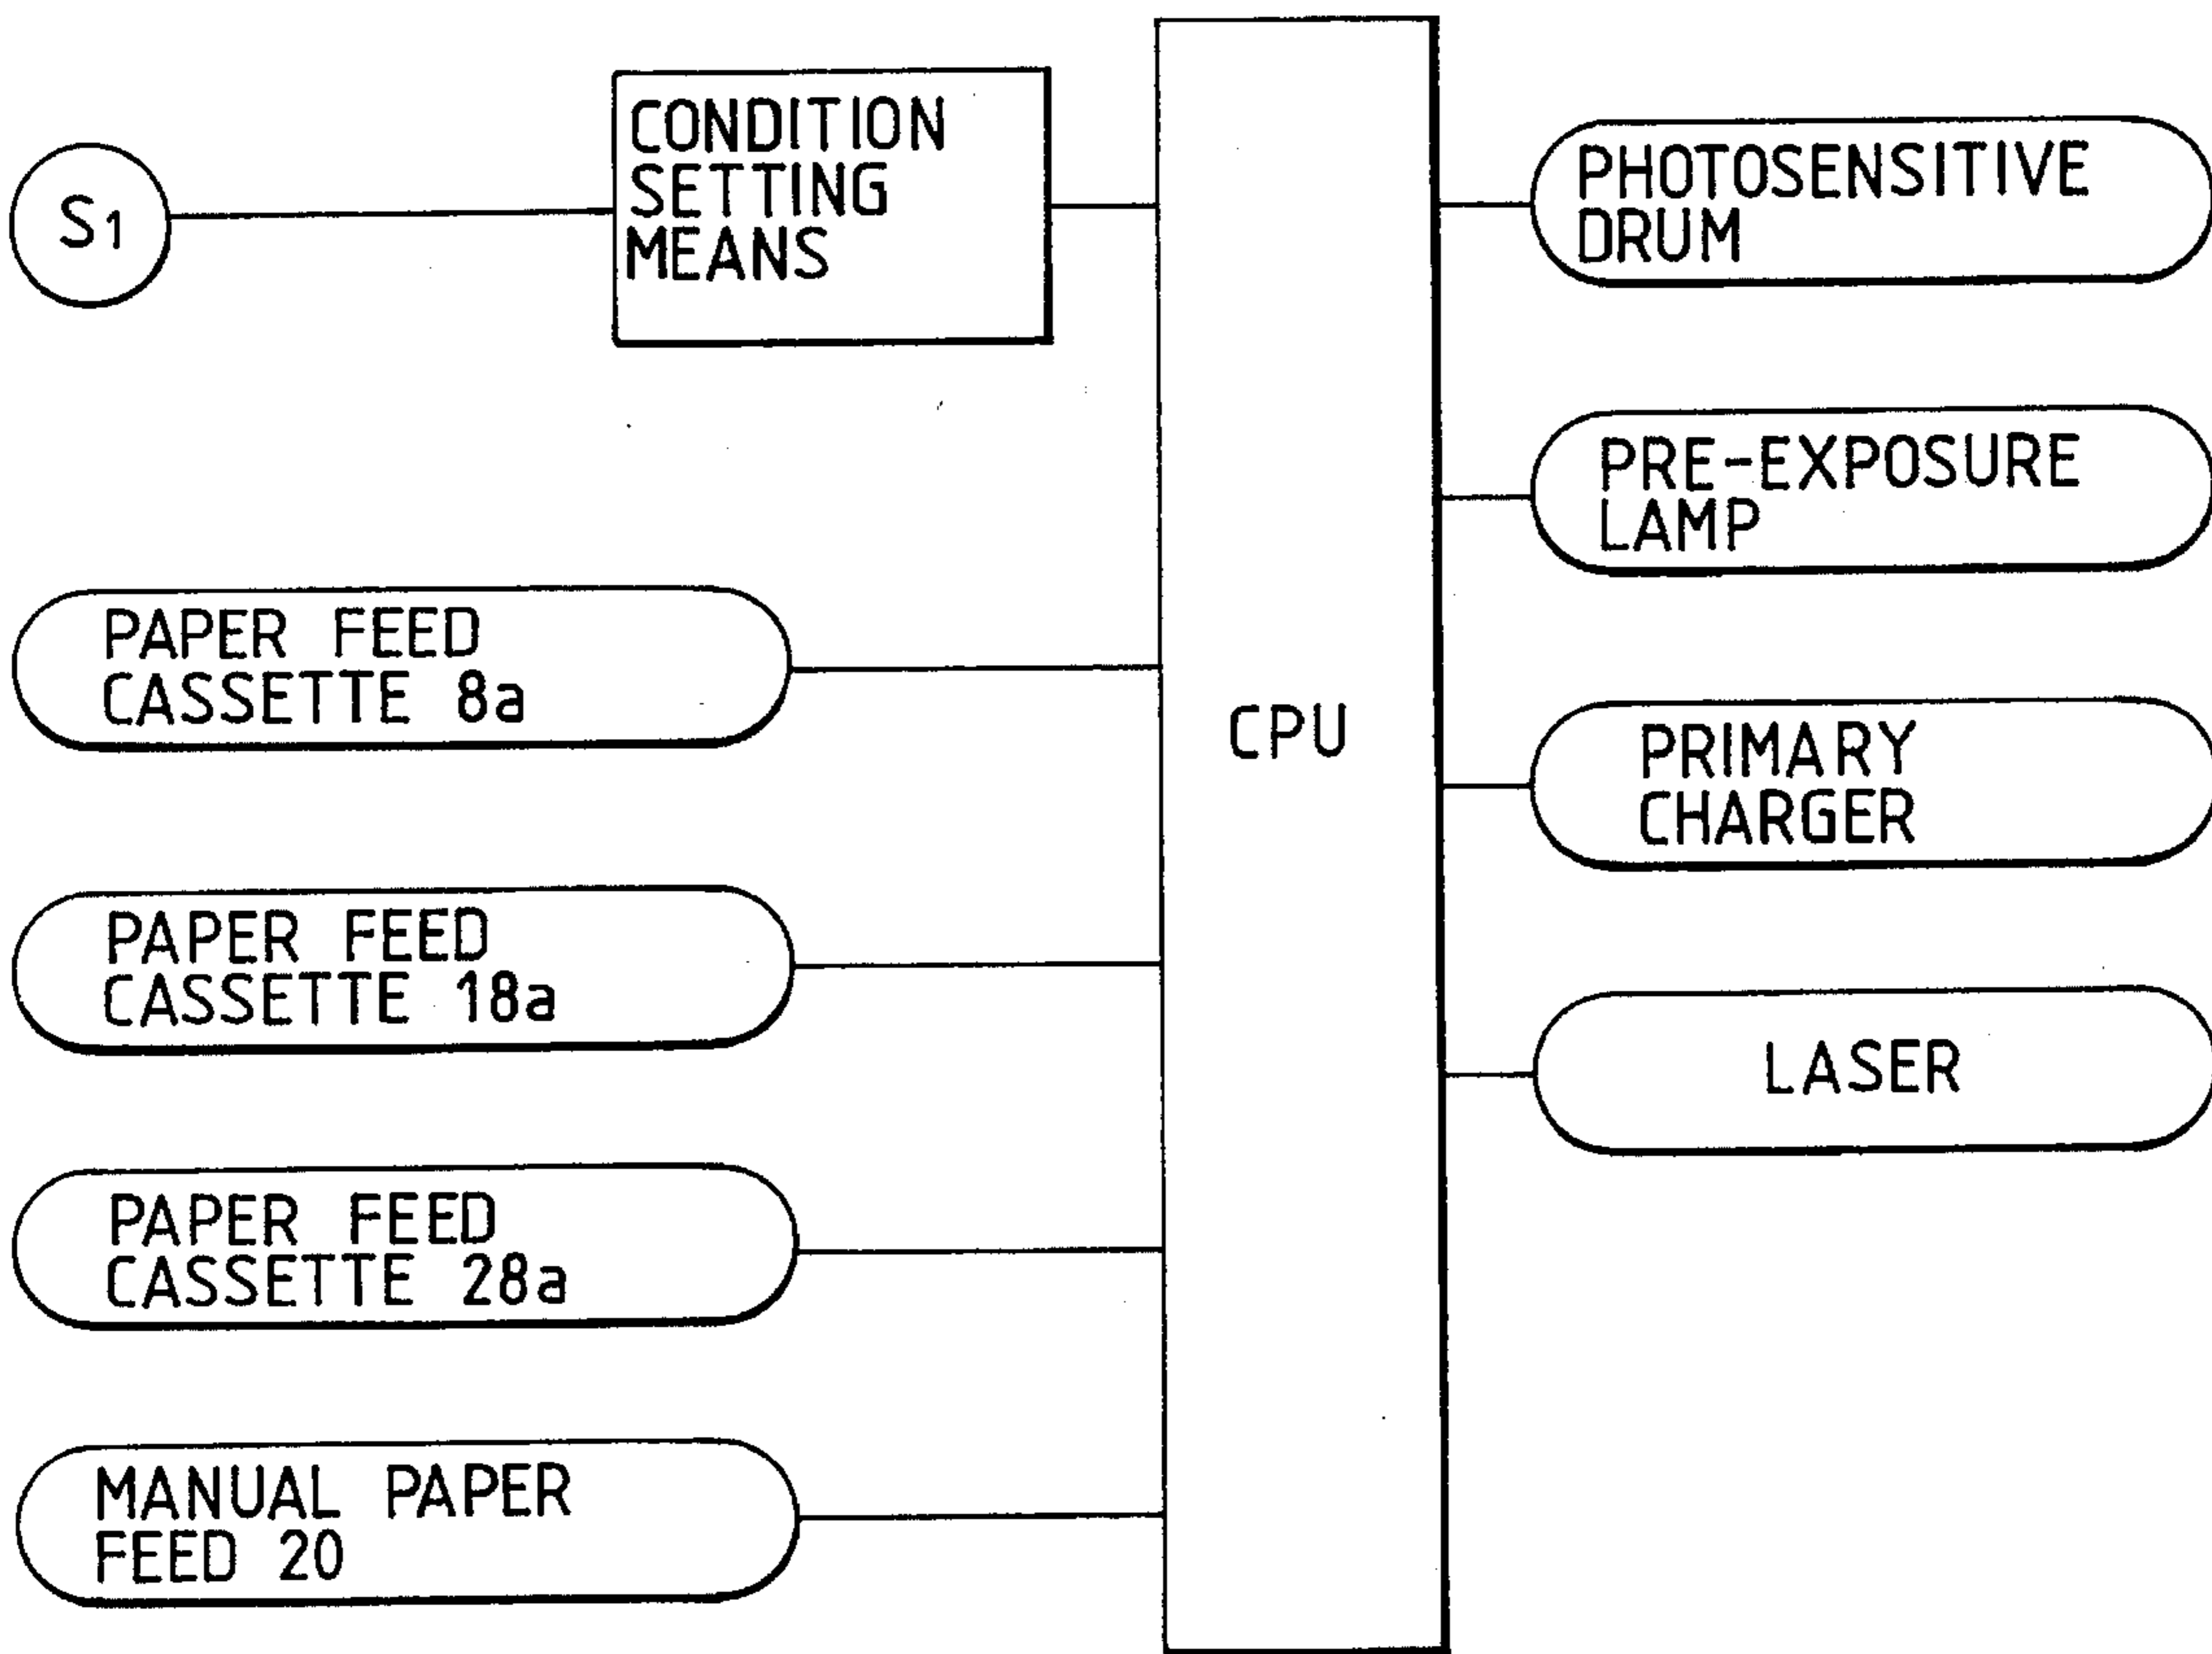 S1
CONDITION
SETTING
MEANS
PAPER FEED
CASSETTE 8a
PAPER FEED
CASSETTE 18a
PAPER FEED
CASSETTE 28a
MANUAL PAPER
FEED 20
CPU
PHOTOSENSITIVE
DRUM
PRE-EXPOSURE
LAMP
PRIMARY
CHARGER
LASER